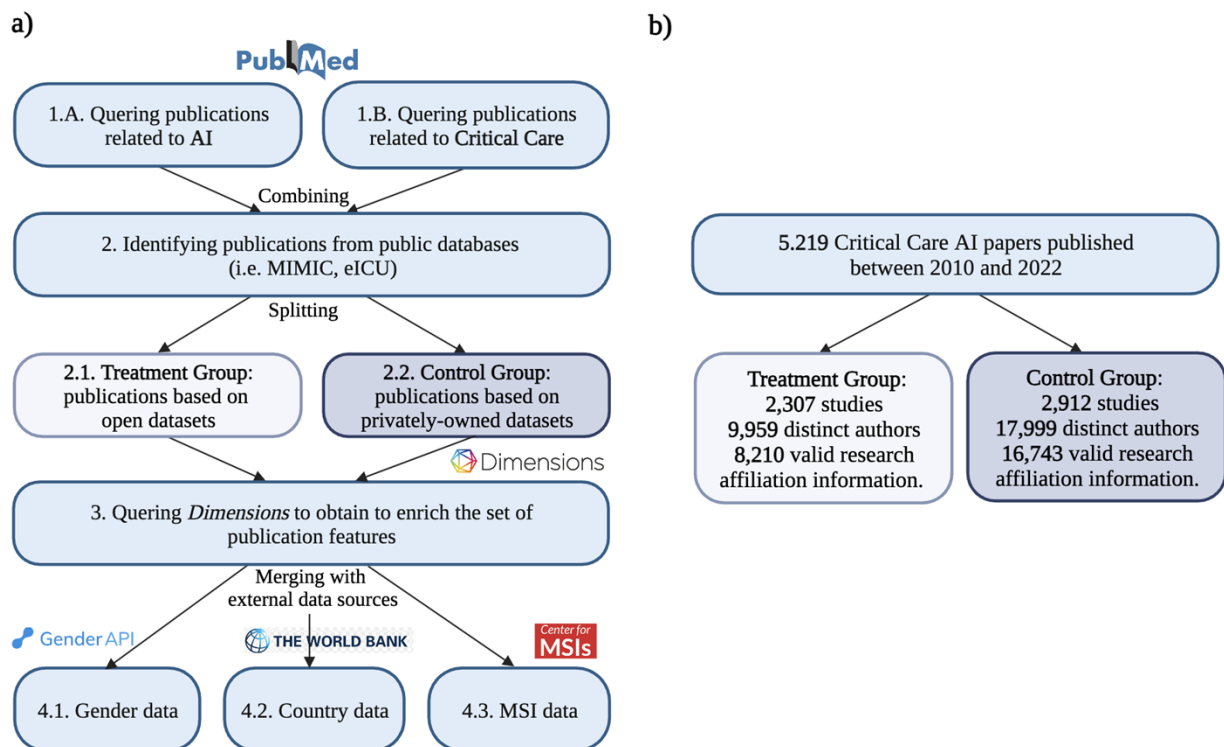 a)
PubMed
1.A. Quering publications
related to AI
1.B. Quering publications
related to Critical Care
Combining
2. Identifying publications from public databases
(i.e. MIMIC, eICU)
Splitting
2.1. Treatment Group:
publications based on
open datasets
2.2. Control Group:
publications based on
privately-owned datasets
Dimensions
3. Quering Dimensions to obtain to enrich the set of
publication features
Merging with
external data sources
GenderAPI
THE WORLD BANK
Center for
MSIs
4.1. Gender data
4.2. Country data
4.3. MSI data
b)
5.219 Critical Care AI papers published
between 2010 and 2022
Treatment Group:
2,307 studies
9,959 distinct authors
8,210 valid research
affiliation information.
Control Group:
2,912 studies
17,999 distinct authors
16,743 valid research
affiliation information.